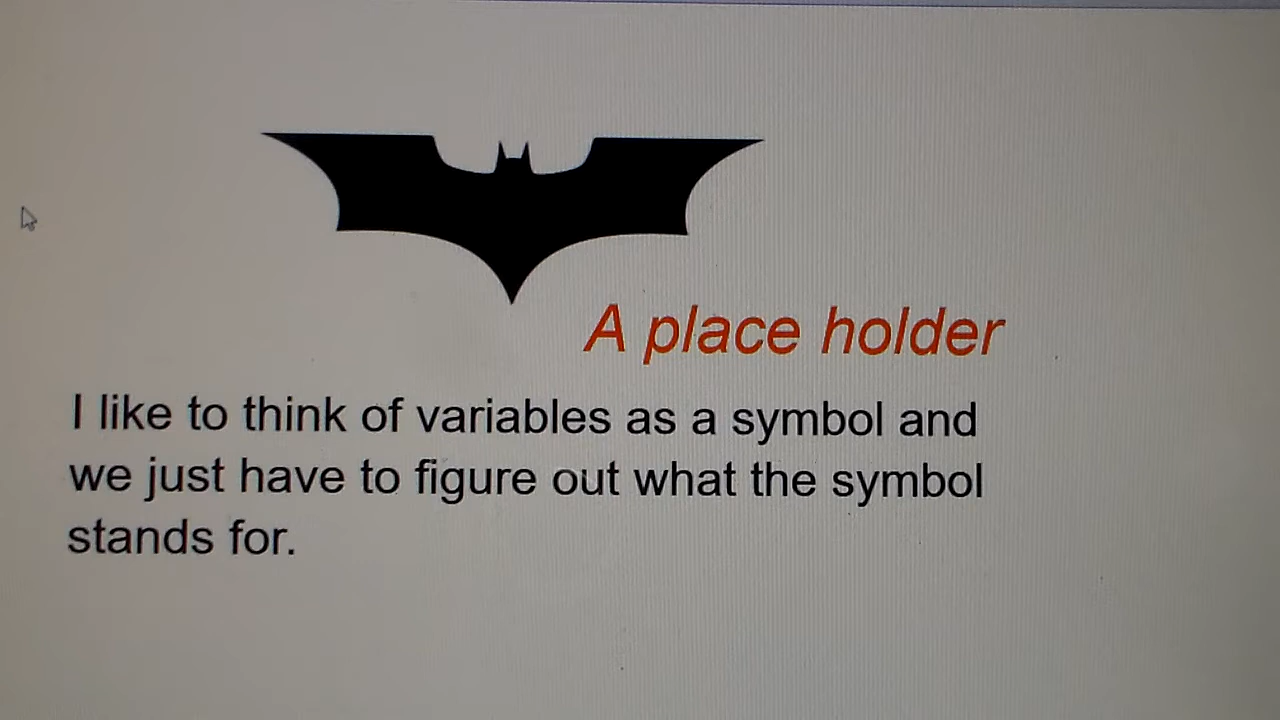 A place holder
I like to think of variables as a symbol and
we just have to figure out what the symbol
stands for.